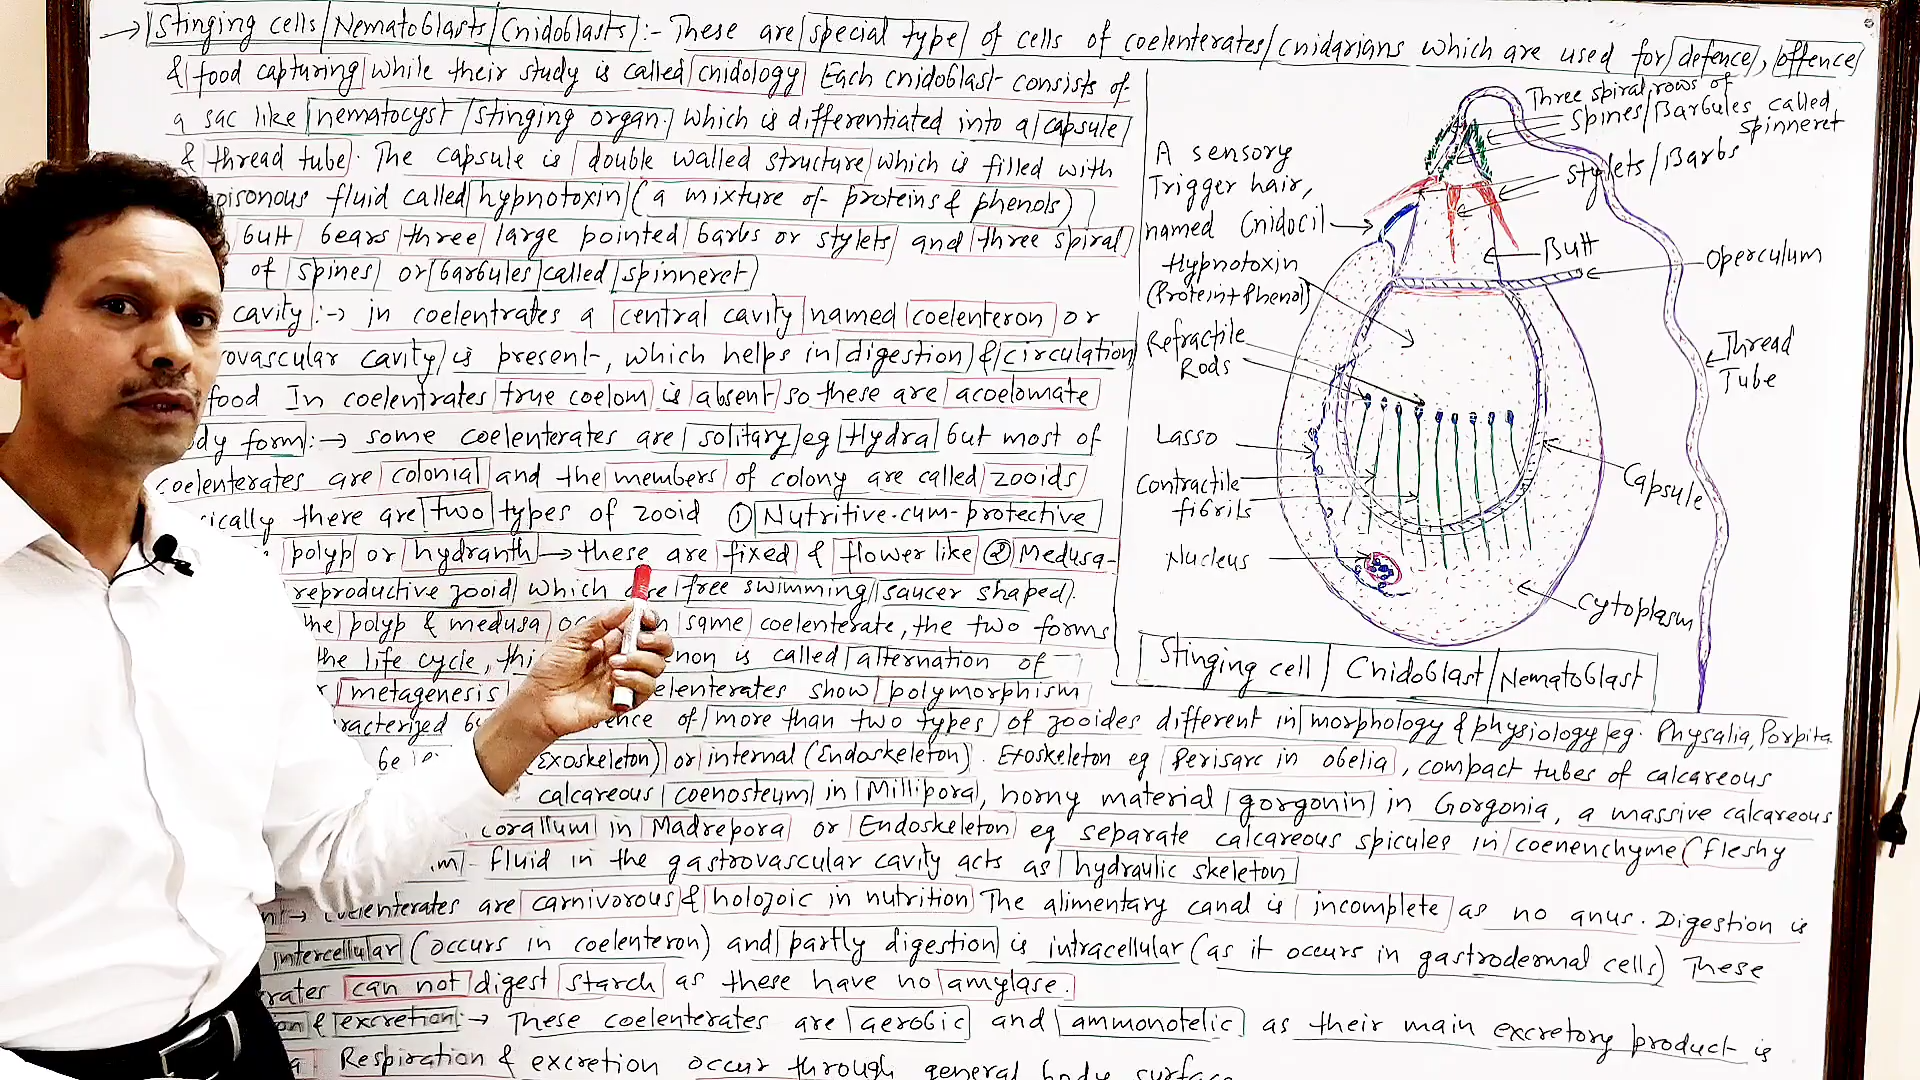 → Stinging cells/Nematoblasts/Cnidoblasts :- These are special type of cells of coelenterates/cnidarians which are used for defence, offence
& food capturing while their study is called cnidology Each cnidoblast consists of
a sac like nematocyst/stinging organ. which is differentiated into a capsule
& thread tube. The capsule is double walled structure which is filled with
oisonous fluid called hypnotoxin (a mixture of proteins & phenols)
butt bears three large pointed barbs or stylets and three spiral
of spines or barbules called spinneret
cavity :→ in coelentrates a central cavity named coelenteron or
rovascular cavity is present, which helps in digestion & circulation
food In coelentrates true coelom is absent so these are acoelomate
dy form :→ some coelenterates are solitary eg Hydra but most of
coelenterates are colonial and the members of colony are called zooids
ically there are two types of zooid ① Nutritive-cum-protective
polyp or hydranth → these are fixed & flower like ② Medusa-
reproductive zooid which are free swimming saucer shaped.
he polyp & medusa oc n same coelenterate, the two forms
the life cycle, thi enon is called alternation of
r metagenesis elenterates show polymorphism
racterized by ence of more than two types of zooides different in morphology & physiology eg. Physalia, Porpita
be (Exoskeleton) or internal (Endoskeleton). Exoskeleton eg Perisarc in obelia, compact tubes of calcareous
calcareous coenosteum in Millipora, horny material gorgonin in Gorgonia, a massive calcareous
corallum in Madrepora or Endoskeleton eg separate calcareous spicules in coenenchyme (fleshy
m - fluid in the gastrovascular cavity acts as hydraulic skeleton
→ coelenterates are carnivorous & holozoic in nutrition The alimentary canal is incomplete as no anus. Digestion is
intercellular (occurs in coelenteron) and partly digestion is intracellular (as it occurs in gastrodermal cells) These
rates can not digest starch as these have no amylase.
on & excretion :→ These coelenterates are aerobic and ammonotelic as their main excretory product is
a Respiration & excretion occur through general body surface
Three spiral rows of
spines/Barbules called
spinneret
stylets/Barbs
A sensory
Trigger hair,
named Cnidocil
Butt
Operculum
Hypnotoxin
(Protein+Phenol)
Refractile
Rods
Thread
Tube
Lasso
Contractile
fibrils
Capsule
Nucleus
cytoplasm
Stinging cell/Cnidoblast/Nematoblast